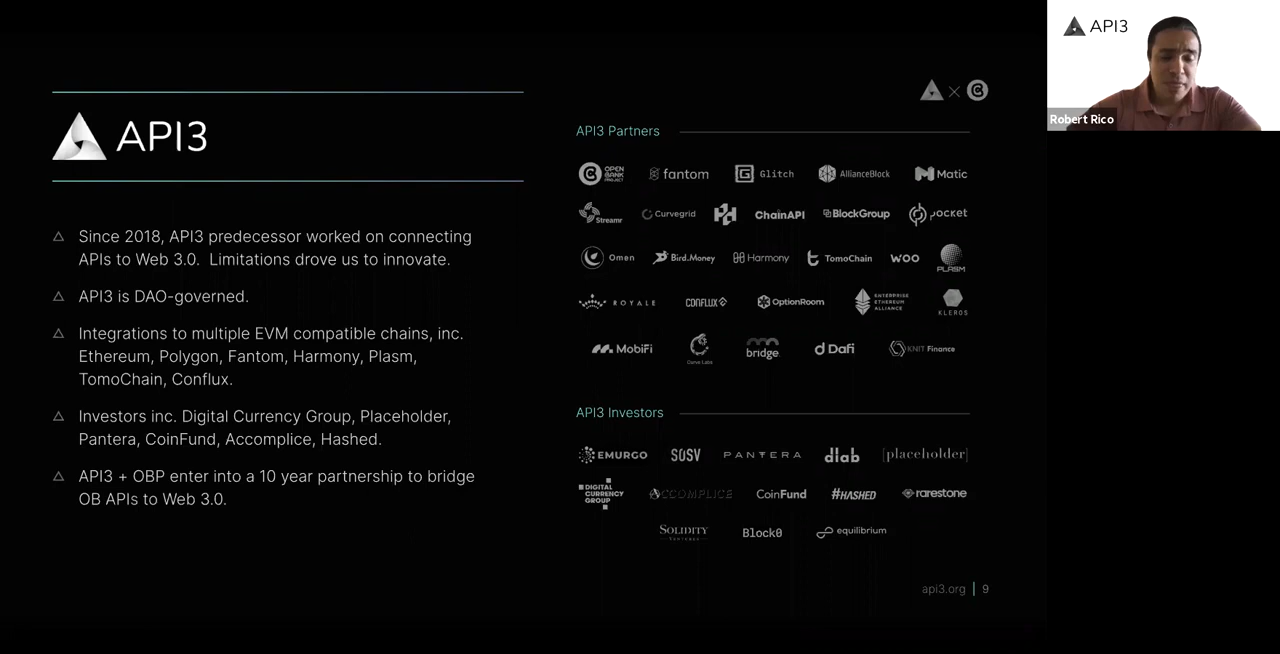 API3
Since 2018, API3 predecessor worked on connecting
APIs to Web 3.0.  Limitations drove us to innovate.
API3 is DAO-governed.
Integrations to multiple EVM compatible chains, inc.
Ethereum, Polygon, Fantom, Harmony, Plasm,
TomoChain, Conflux.
Investors inc. Digital Currency Group, Placeholder,
Pantera, CoinFund, Accomplice, Hashed.
API3 + OBP enter into a 10 year partnership to bridge
OB APIs to Web 3.0.
API3 Partners
OPEN BANK PROJECT fantom Glitch AllianceBlock Matic
Streamr Curvegrid ChainAPI BlockGroup pocket
Omen Bird.Money Harmony TomoChain WOO PLASM
ROYALE CONFLUX OptionRoom ENTERPRISE ETHEREUM ALLIANCE KLEROS
MobiFi bridge Dafi KNIT Finance
API3 Investors
EMURGO SOSV PANTERA dlab [placeholder]
DIGITAL CURRENCY GROUP ACCOMPLICE CoinFund #HASHED rarestone
SOLIDITY VENTURES Block0 equilibrium
api3.org | 9
API3
Robert Rico